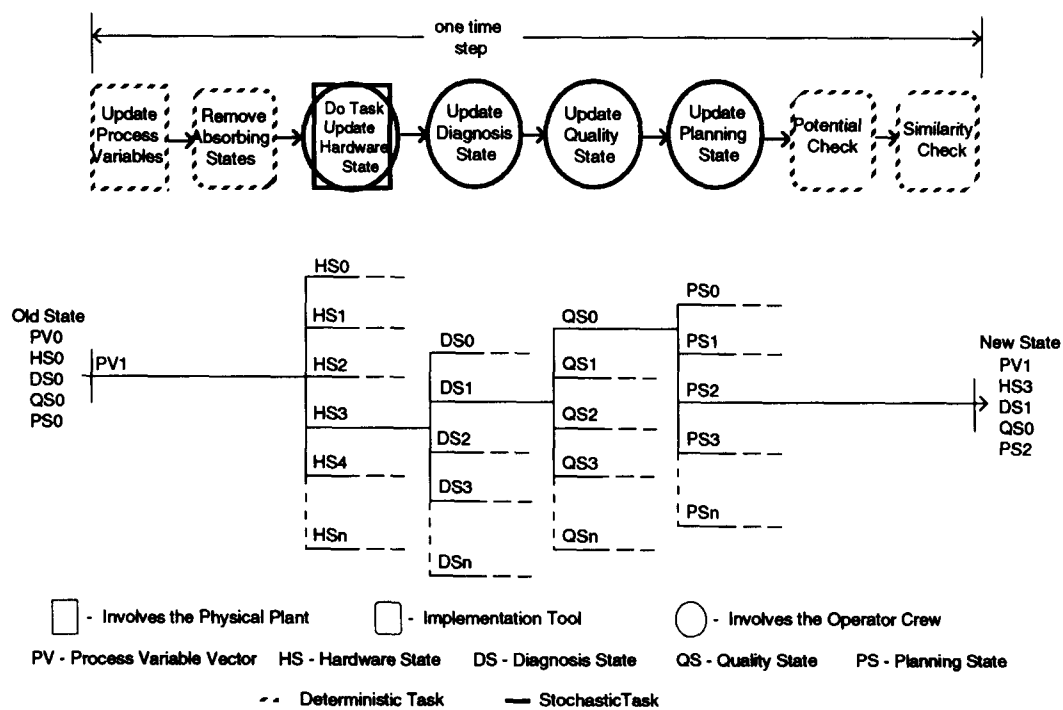 one time
step
Update
Process
Variables
Remove
Absorbing
States
Do Task
Update
Hardware
State
Update
Diagnosis
State
Update
Quality
State
Update
Planning
State
Potential
Check
Similarity
Check
Old State
PV0
HS0
DS0
QS0
PS0
PV1
HS0
HS1
HS2
HS3
HS4
HSn
DS0
DS1
DS2
DS3
DSn
QS0
QS1
QS2
QS3
QSn
PS0
PS1
PS2
PS3
PSn
New State
PV1
HS3
DS1
QS0
PS2
- Involves the Physical Plant
- Implementation Tool
- Involves the Operator Crew
PV - Process Variable Vector
HS - Hardware State
DS - Diagnosis State
QS - Quality State
PS - Planning State
- Deterministic Task
- StochasticTask